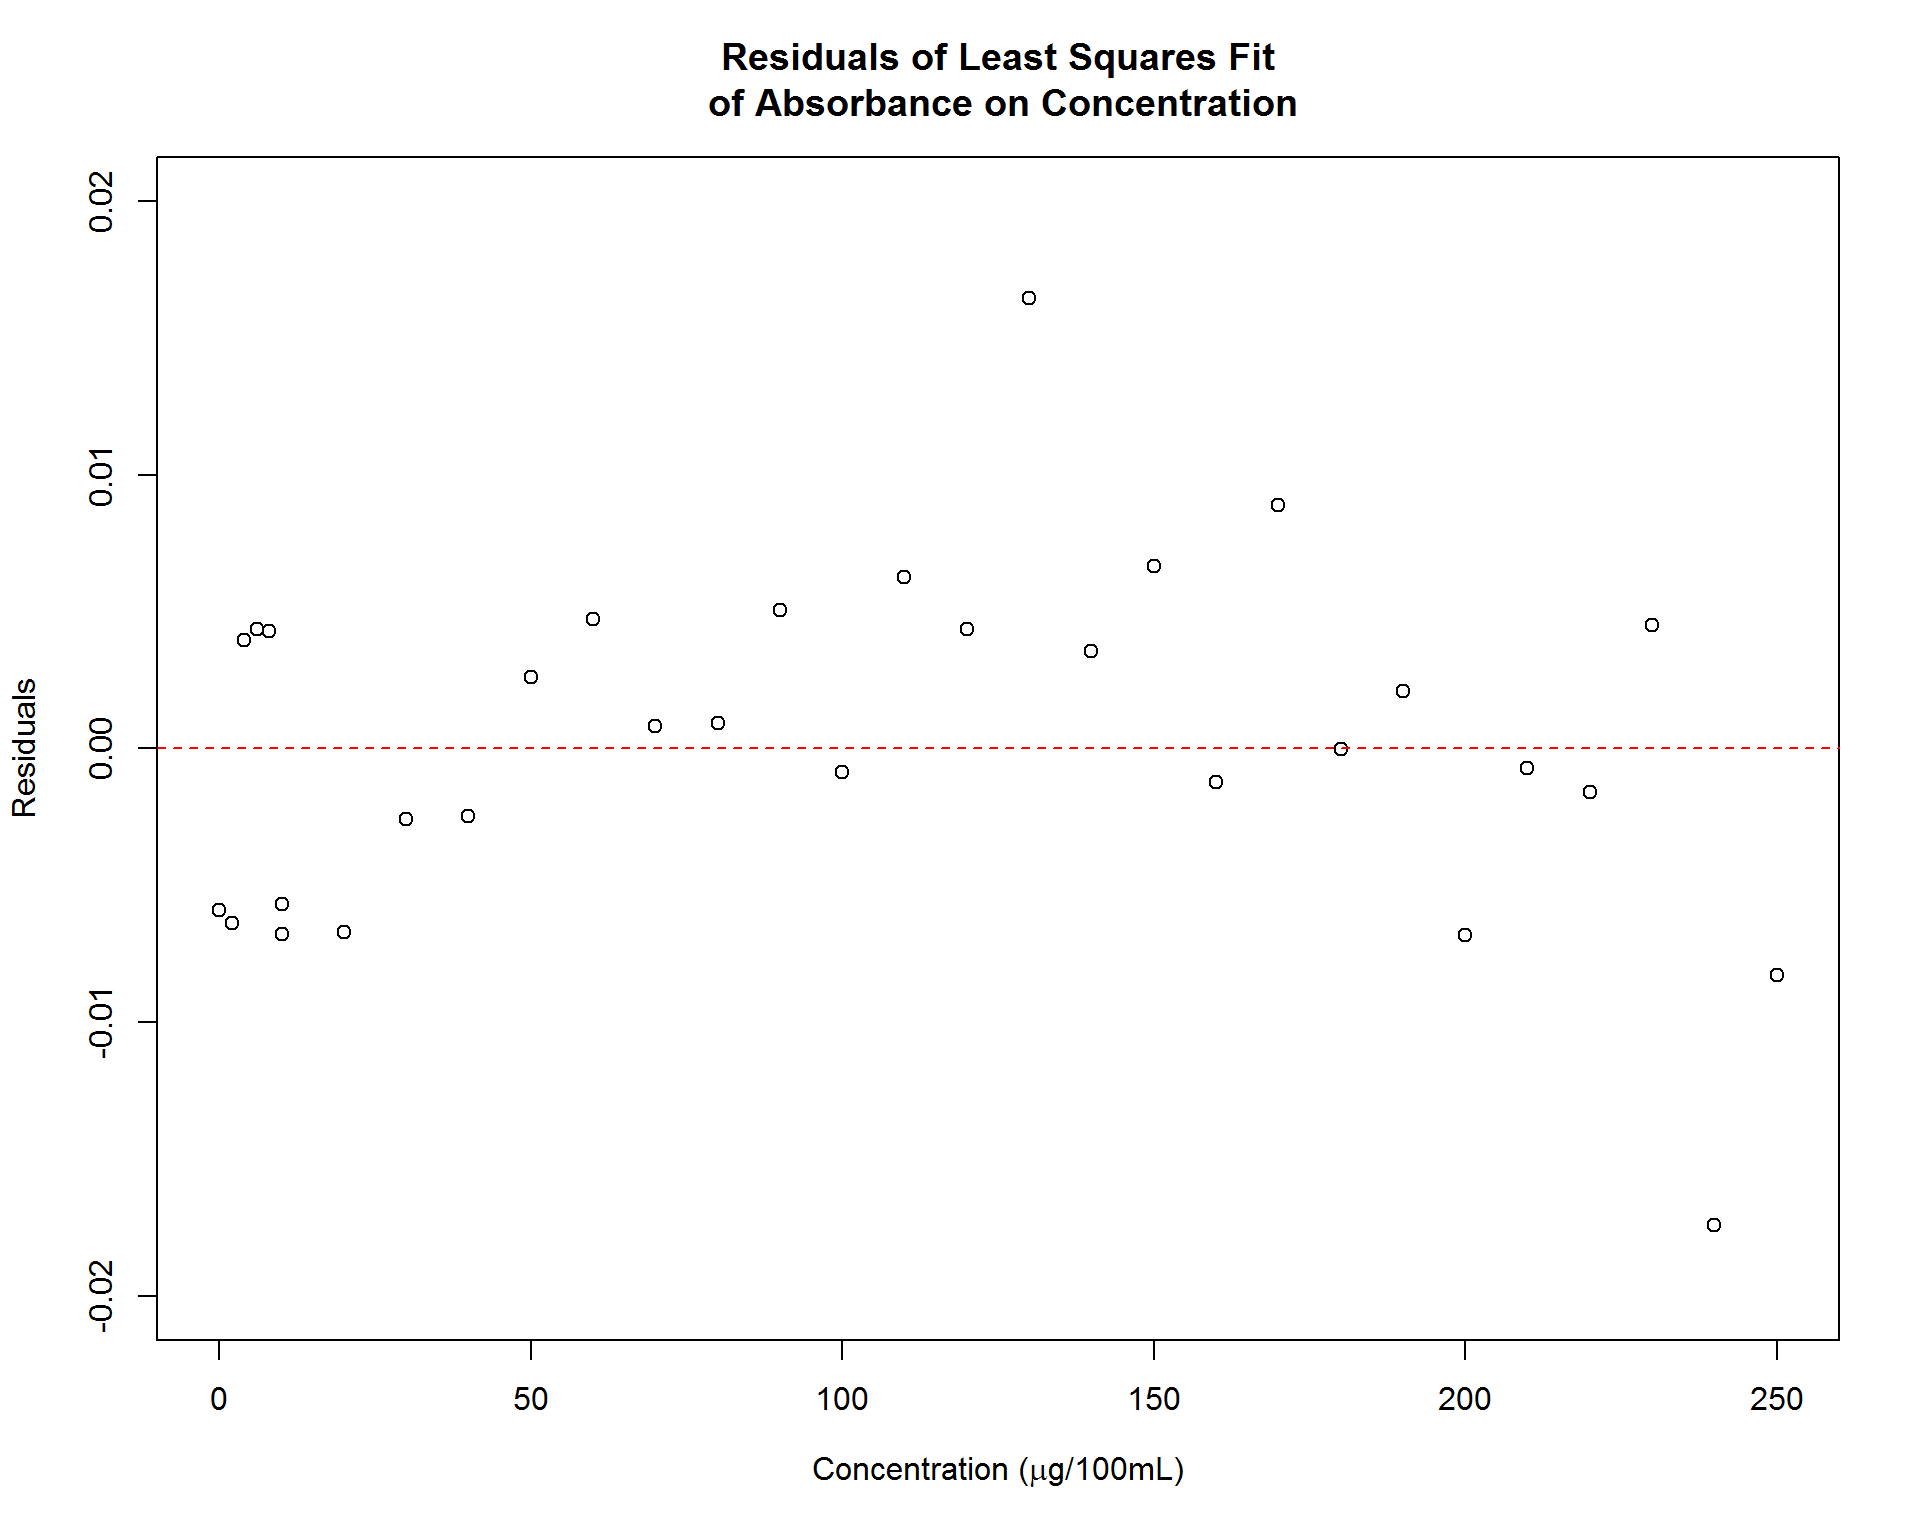 Residuals of Least Squares Fit
of Absorbance on Concentration
Residuals
0.02
0.01
0.00
-0.01
-0.02
0 50 100 150 200 250
Concentration (μg/100mL)